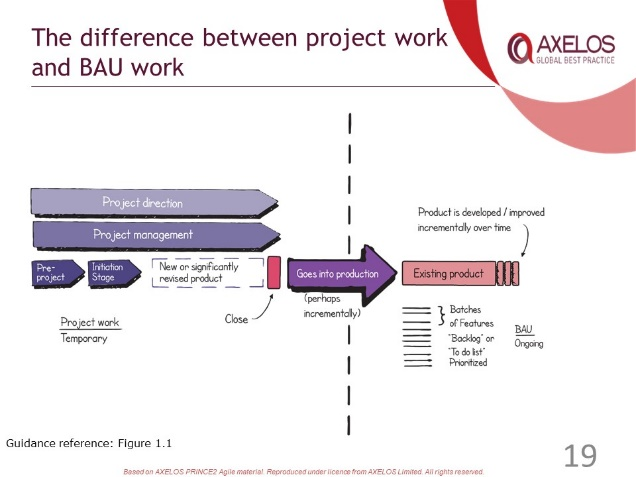 The difference between project work
and BAU work
AXELOS
GLOBAL BEST PRACTICE
Project direction
Project management
Pre-
project
Initiation
Stage
New or significantly
revised product
Close
Project work
Temporary
Goes into production
(perhaps
incrementally)
Product is developed / improved
incrementally over time
Existing product
Batches
of Features
"Backlog" or
"To do list"
Prioritized
BAU
Ongoing
Guidance reference: Figure 1.1
19
Based on AXELOS PRINCE2 Agile material. Reproduced under licence from AXELOS Limited. All rights reserved.